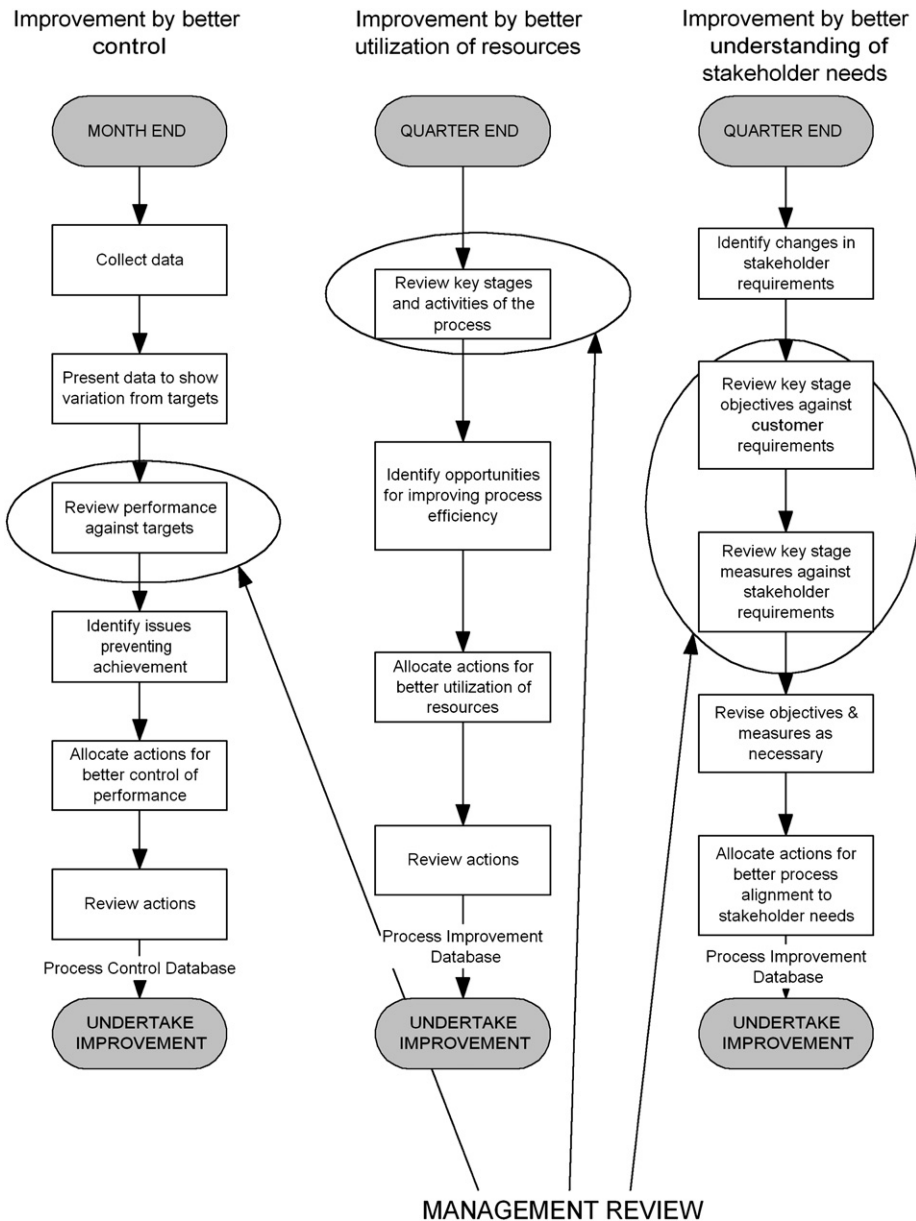 Improvement by better
control
MONTH END
Collect data
Present data to show
variation from targets
Review performance
against targets
Identify issues
preventing
achievement
Allocate actions for
better control of
performance
Review actions
Process Control Database
UNDERTAKE
IMPROVEMENT
Improvement by better
utilization of resources
QUARTER END
Review key stages
and activities of the
process
Identify opportunities
for improving process
efficiency
Allocate actions for
better utilization of
resources
Review actions
Process Improvement
Database
UNDERTAKE
IMPROVEMENT
Improvement by better
understanding of
stakeholder needs
QUARTER END
Identify changes in
stakeholder
requirements
Review key stage
objectives against
customer
requirements
Review key stage
measures against
stakeholder
requirements
Revise objectives &
measures as
necessary
Allocate actions for
better process
alignment to
stakeholder needs
Process Improvement
Database
UNDERTAKE
IMPROVEMENT
MANAGEMENT REVIEW